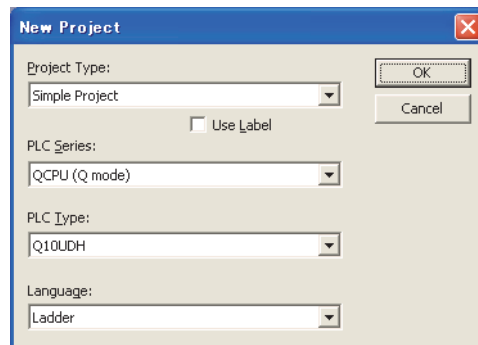 New Project
Project Type:
OK
Simple Project
Cancel
Use Label
PLC Series:
QCPU (Q mode)
PLC Type:
Q10UDH
Language:
Ladder